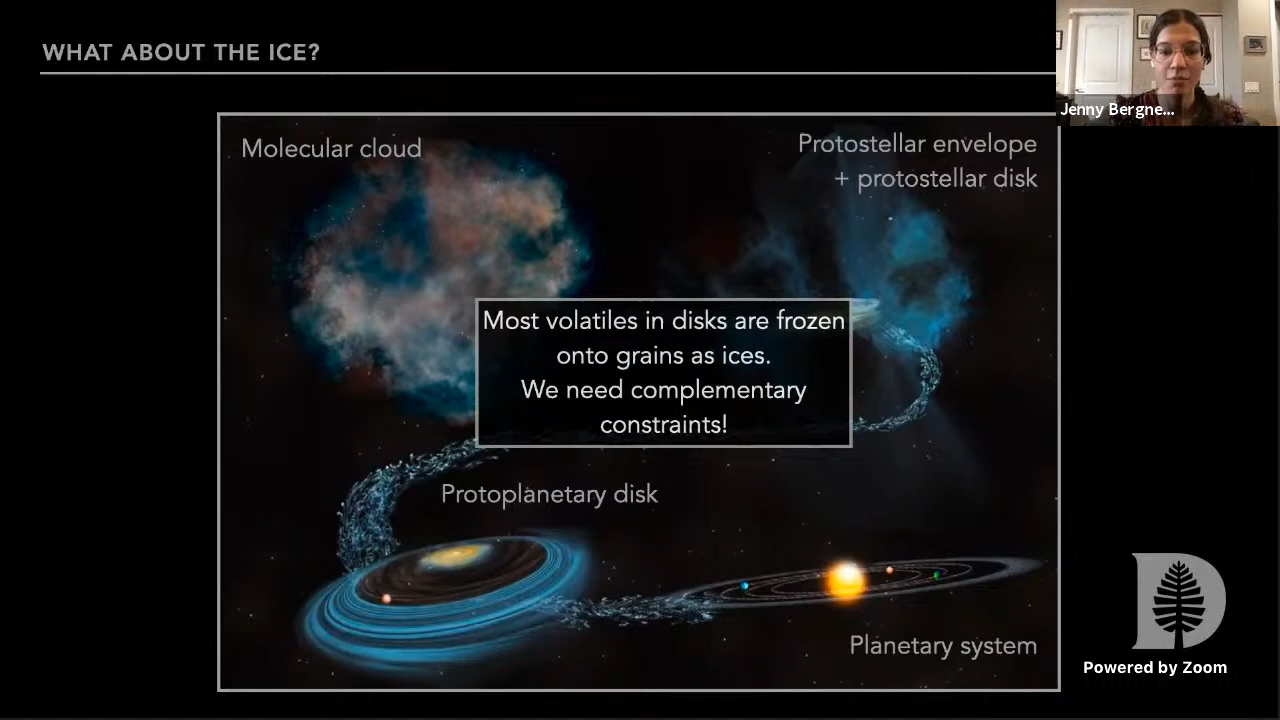 WHAT ABOUT THE ICE?
Jenny Bergne...
Molecular cloud
Protostellar envelope
+ protostellar disk
Most volatiles in disks are frozen
onto grains as ices.
We need complementary
constraints!
Protoplanetary disk
Planetary system
D
Powered by Zoom